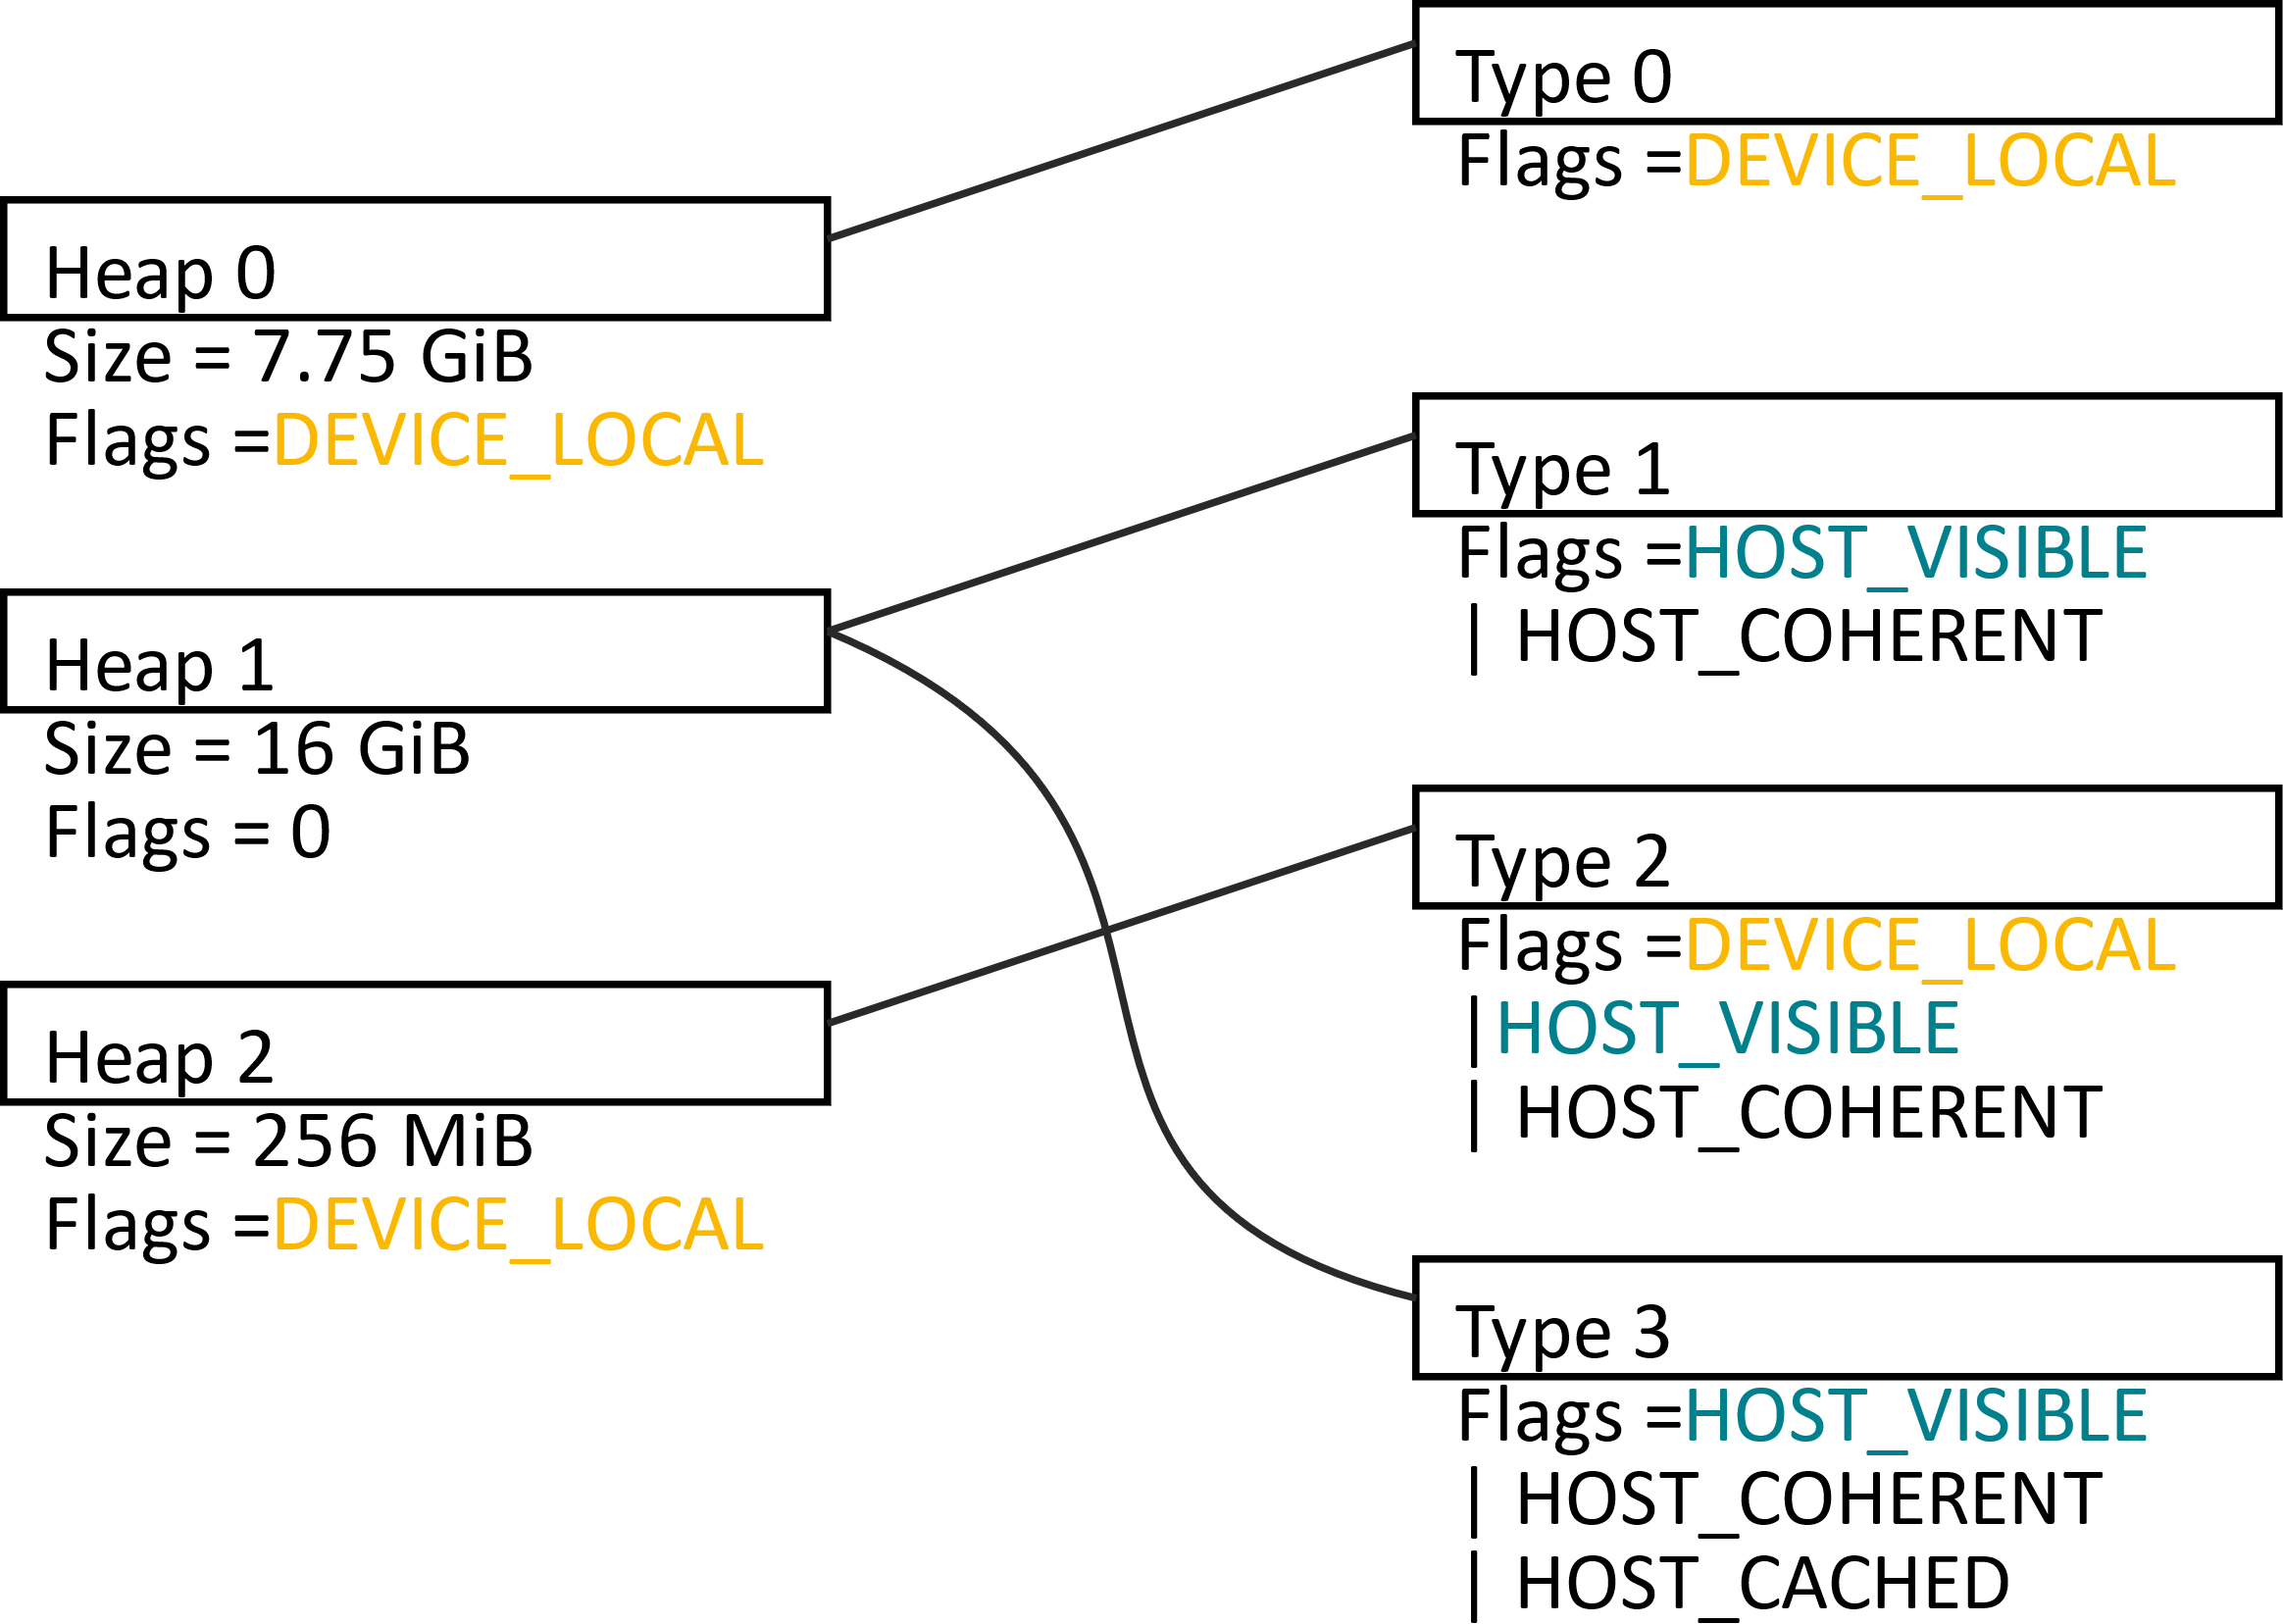 Heap 0
Size = 7.75 GiB
Flags =DEVICE_LOCAL
Heap 1
Size = 16 GiB
Flags = 0
Heap 2
Size = 256 MiB
Flags =DEVICE_LOCAL
Type 0
Flags =DEVICE_LOCAL
Type 1
Flags =HOST_VISIBLE
| HOST_COHERENT
Type 2
Flags =DEVICE_LOCAL
|HOST_VISIBLE
| HOST_COHERENT
Type 3
Flags =HOST_VISIBLE
| HOST_COHERENT
| HOST_CACHED